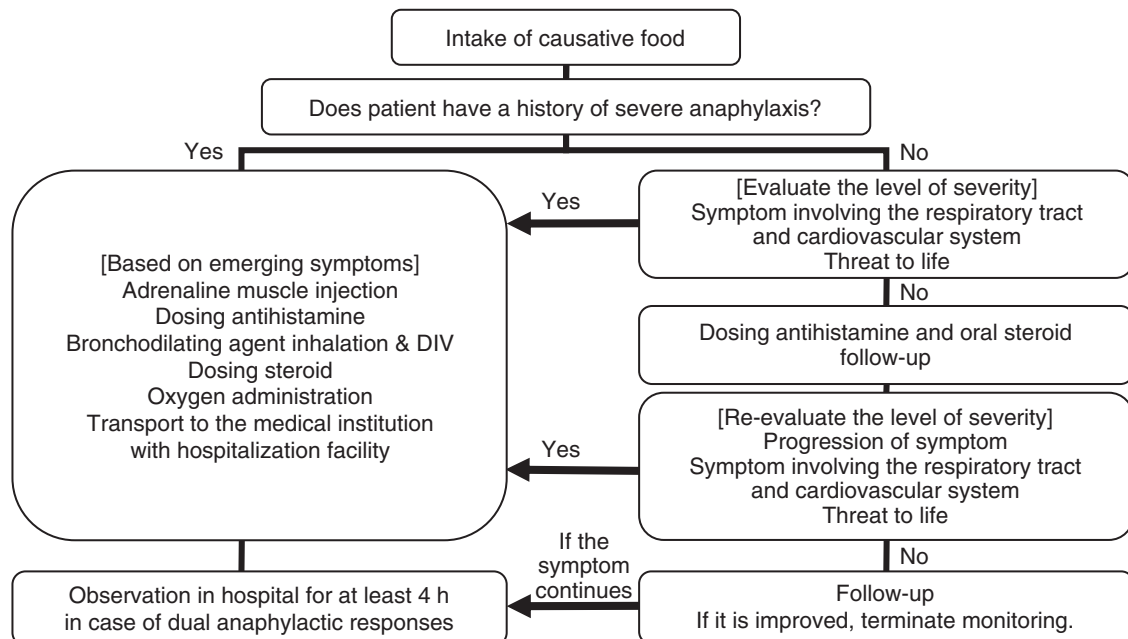 Intake of causative food
Does patient have a history of severe anaphylaxis?
Yes
No
[Evaluate the level of severity]
Symptom involving the respiratory tract
and cardiovascular system
Threat to life
Yes
[Based on emerging symptoms]
Adrenaline muscle injection
Dosing antihistamine
Bronchodilating agent inhalation & DIV
Dosing steroid
Oxygen administration
Transport to the medical institution
with hospitalization facility
No
Dosing antihistamine and oral steroid
follow-up
[Re-evaluate the level of severity]
Progression of symptom
Symptom involving the respiratory tract
and cardiovascular system
Threat to life
Yes
No
If the
symptom
continues
Follow-up
If it is improved, terminate monitoring.
Observation in hospital for at least 4 h
in case of dual anaphylactic responses